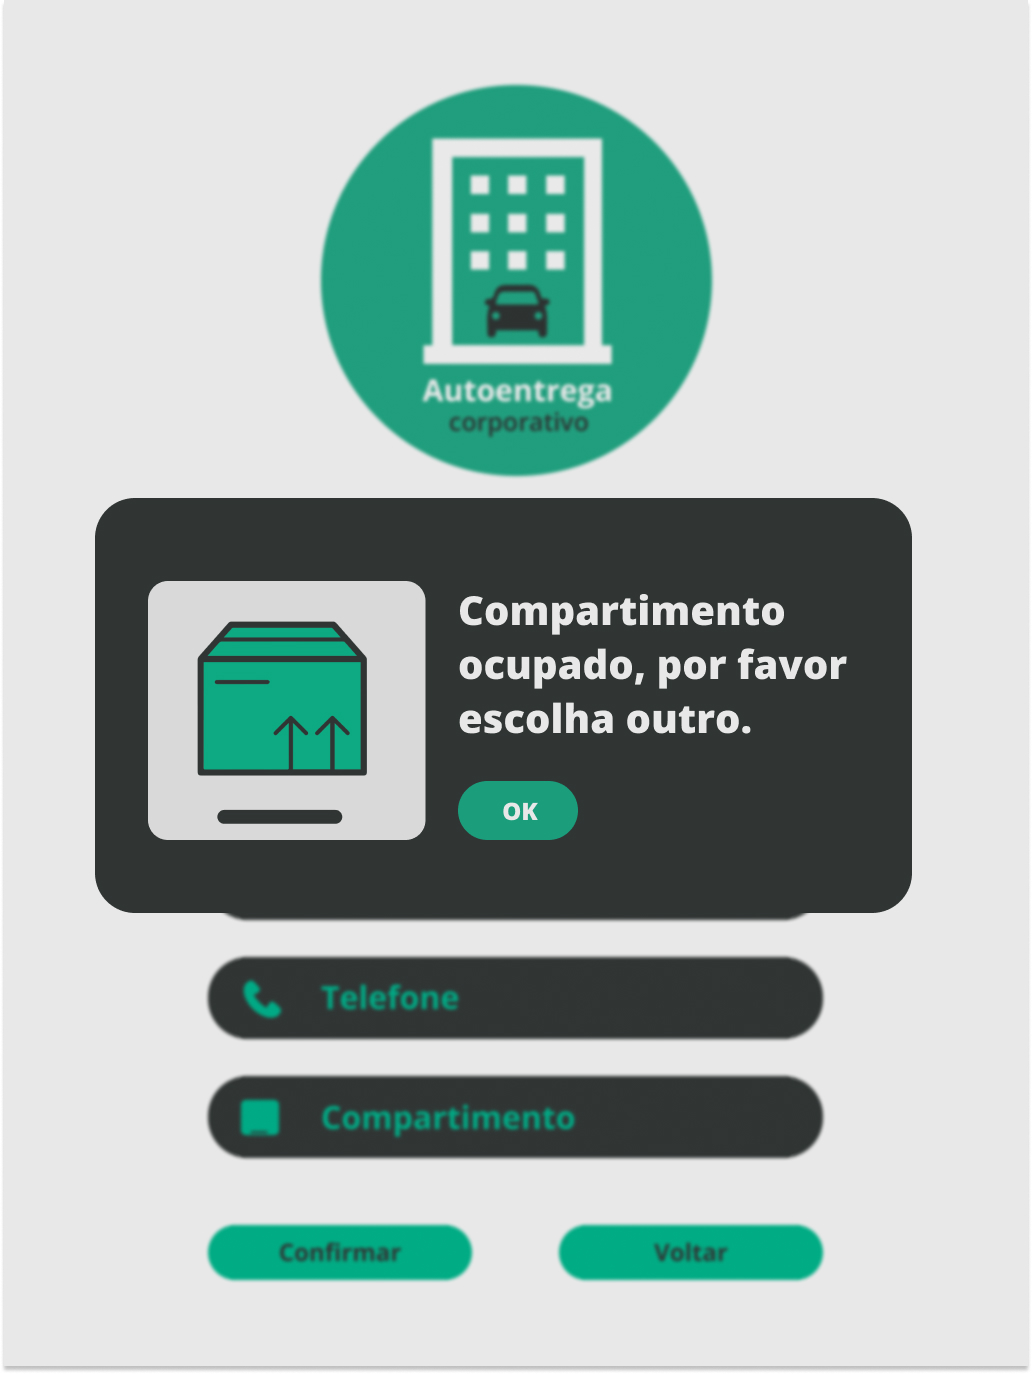 Autoentrega
corporativo
Compartimento
ocupado, por favor
escolha outro.
OK
Telefone
Compartimento
Confirmar
Voltar